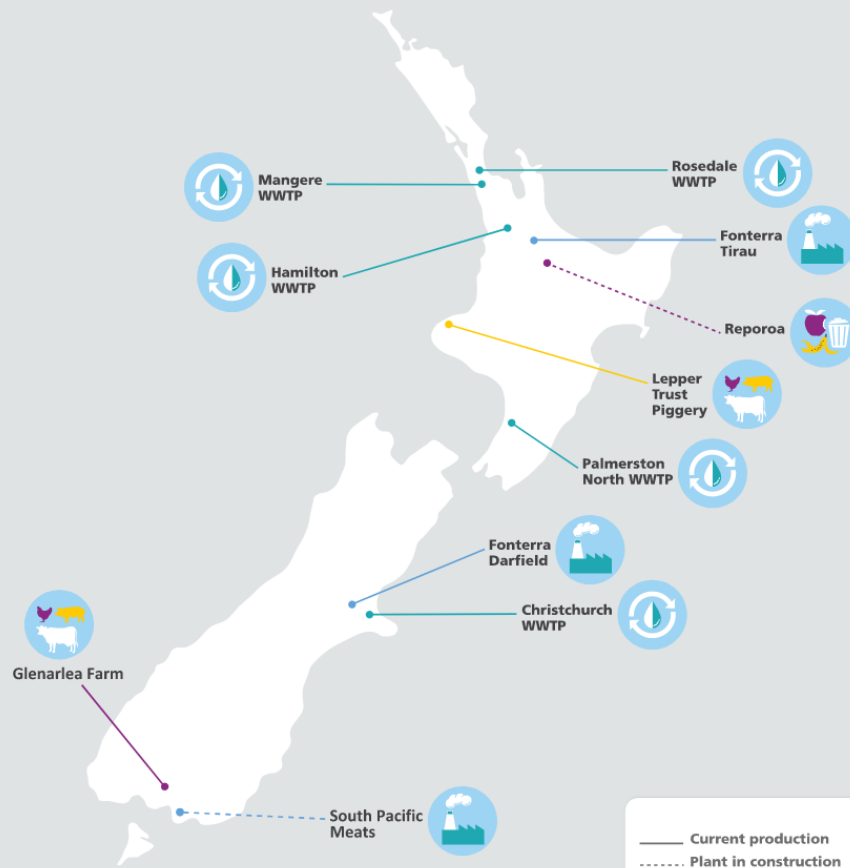 Mangere
WWTP
Rosedale
WWTP
Fonterra
Tirau
Hamilton
WWTP
Reporoa
Lepper
Trust
Piggery
Palmerston
North WWTP
Fonterra
Darfield
Christchurch
WWTP
Glenarlea Farm
South Pacific
Meats
Current production
Plant in construction